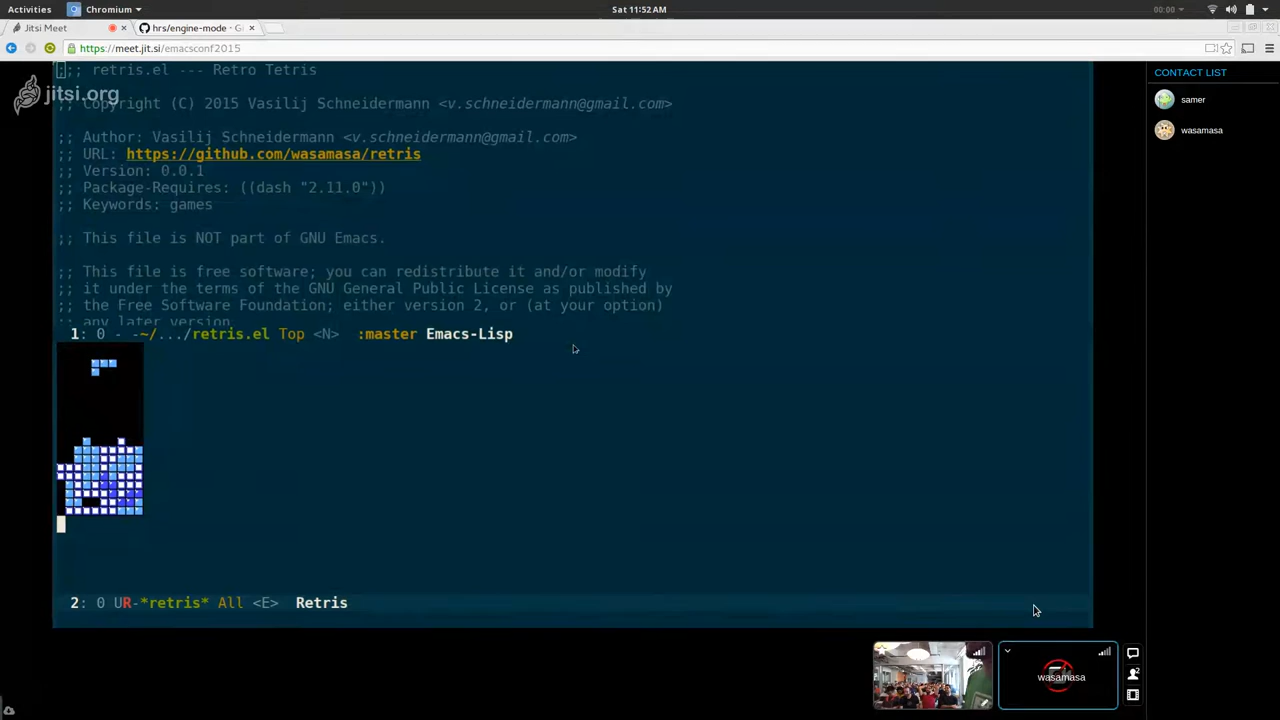 Activities
Chromium
Sat 11:52 AM
00:00
Jitsi Meet
hrs/engine-mode · G
https://meet.jit.si/emacsconf2015
;;; retris.el --- Retro Tetris
jitsi.org
;; Copyright (C) 2015 Vasilij Schneidermann <v.schneidermann@gmail.com>
;; Author: Vasilij Schneidermann <v.schneidermann@gmail.com>
;; URL: https://github.com/wasamasa/retris
;; Version: 0.0.1
;; Package-Requires: ((dash "2.11.0"))
;; Keywords: games
;; This file is NOT part of GNU Emacs.
;; This file is free software; you can redistribute it and/or modify
;; it under the terms of the GNU General Public License as published by
;; the Free Software Foundation; either version 2, or (at your option)
;; any later version.
1: 0 - -~/.../retris.el Top <N> :master Emacs-Lisp
2: 0 UR-*retris* All <E> Retris
CONTACT LIST
samer
wasamasa
wasamasa
2